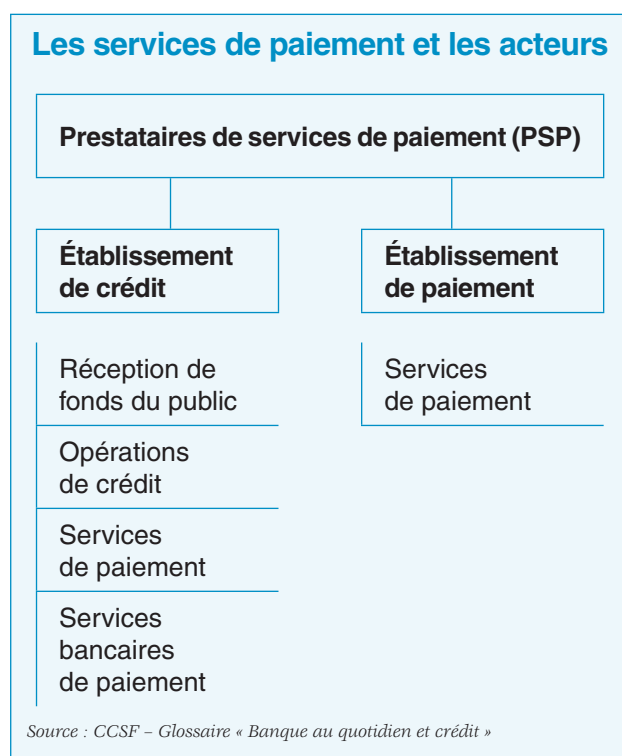 Les services de paiement et les acteurs
Prestataires de services de paiement (PSP)
Établissement
de crédit
Réception de
fonds du public
Opérations
de crédit
Services
de paiement
Services
bancaires
de paiement
Établissement
de paiement
Services
de paiement
Source : CCSF – Glossaire « Banque au quotidien et crédit »